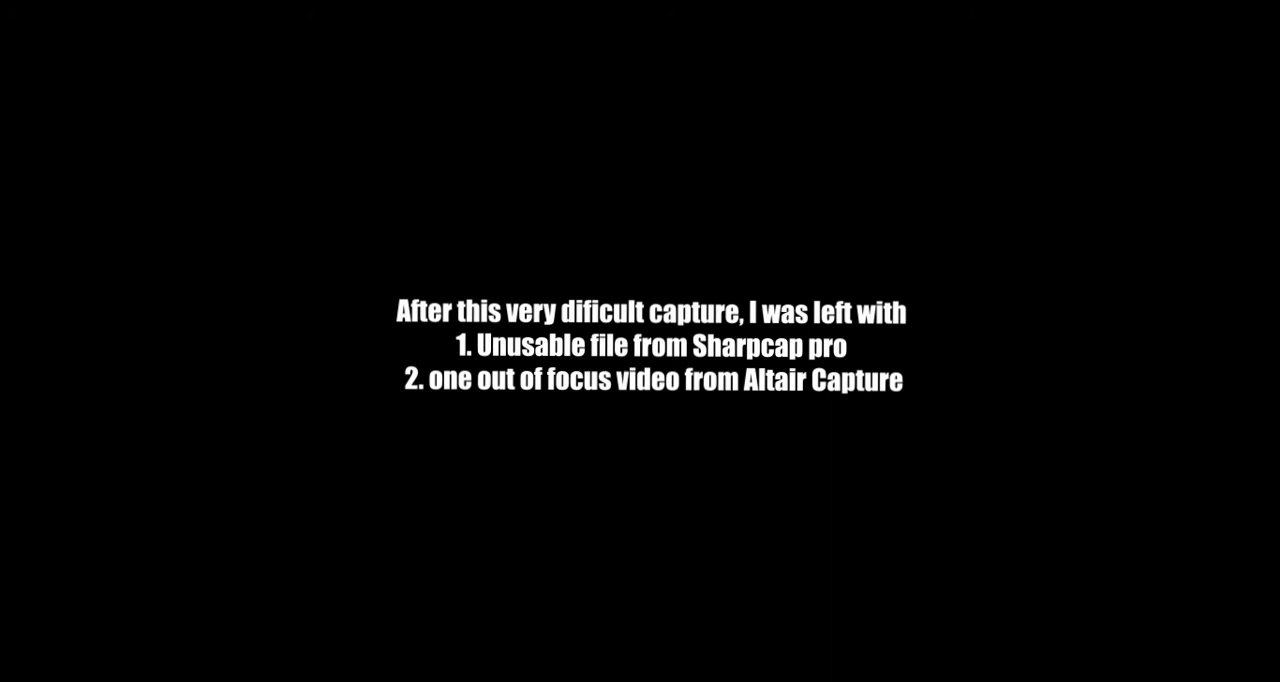 After this very dificult capture, I was left with
1. Unusable file from Sharpcap pro
2. one out of focus video from Altair Capture